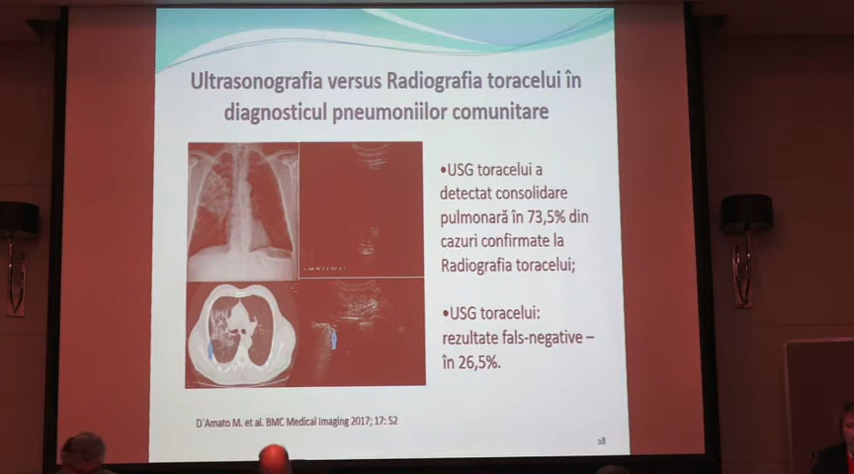 Ultrasonografia versus Radiografia toracelui în
diagnosticul pneumoniilor comunitare
•USG toracelui a
detectat consolidare
pulmonară în 73,5% din
cazuri confirmate la
Radiografia toracelui;
•USG toracelui:
rezultate fals-negative –
în 26,5%.
D`Amato M. et al. BMC Medical Imaging 2017; 17: 52
28